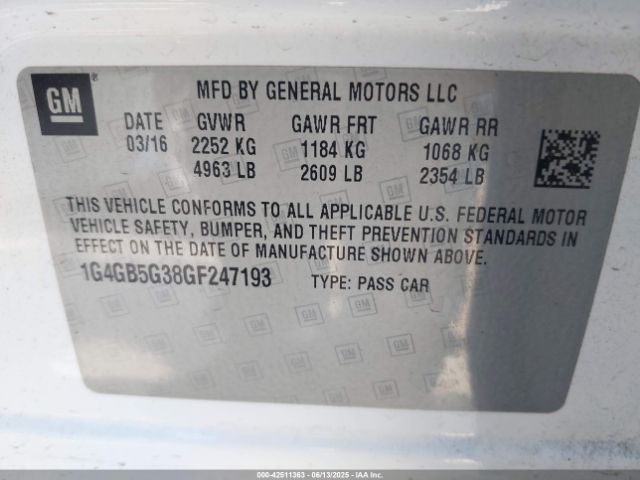 GM
MFD BY GENERAL MOTORS LLC
DATE GVWR GAWR FRT GAWR RR
03/16 2252 KG 1184 KG 1068 KG
4963 LB 2609 LB 2354 LB
THIS VEHICLE CONFORMS TO ALL APPLICABLE U.S. FEDERAL MOTOR
VEHICLE SAFETY, BUMPER, AND THEFT PREVENTION STANDARDS IN
EFFECT ON THE DATE OF MANUFACTURE SHOWN ABOVE.
1G4GB5G38GF247193 TYPE: PASS CAR
000-42511363 - 06/13/2025 - IAA Inc.